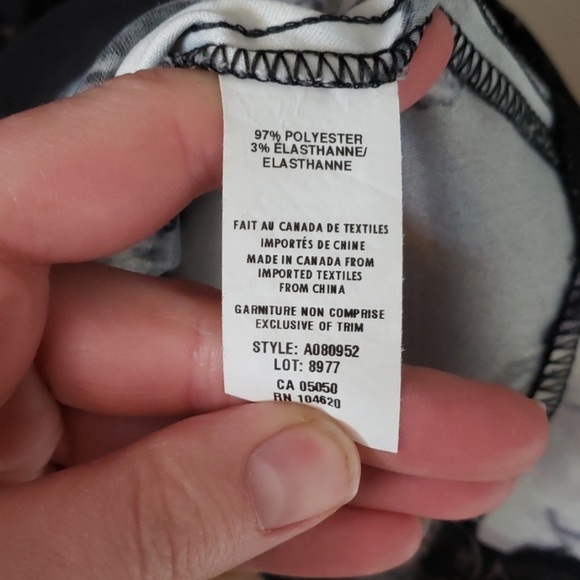 97% POLYESTER
3% ÉLASTHANNE/
ELASTHANNE
FAIT AU CANADA DE TEXTILES
IMPORTÉS DE CHINE
MADE IN CANADA FROM
IMPORTED TEXTILES
FROM CHINA
GARNITURE NON COMPRISE
EXCLUSIVE OF TRIM
STYLE: A080952
LOT: 8977
CA 05050
RN 104620